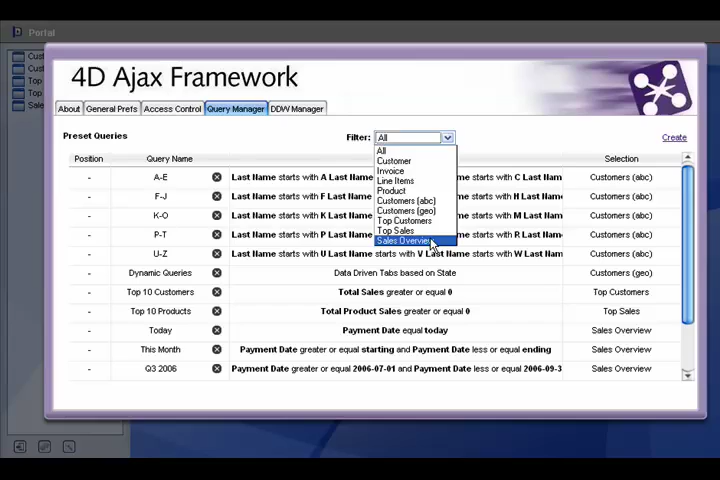 Portal
Cust
Cust
Top
Top
Sale
4D Ajax Framework
About General Prefs Access Control Query Manager DDW Manager
Preset Queries Filter: All Create
All
Customer
Invoice
Line Items
Product
Customers (abc)
Customers (geo)
Top Customers
Top Sales
Sales Overview
Position Query Name Selection
- A-E Last Name starts with A Last Name starts with C Last Name Customers (abc)
- F-J Last Name starts with F Last Name starts with H Last Name Customers (abc)
- K-O Last Name starts with K Last Name starts with M Last Name Customers (abc)
- P-T Last Name starts with P Last Name starts with R Last Name Customers (abc)
- U-Z Last Name starts with U Last Name starts with V Last Name starts with W Last Name Customers (abc)
- Dynamic Queries Data Driven Tabs based on State Customers (geo)
- Top 10 Customers Total Sales greater or equal 0 Top Customers
- Top 10 Products Total Product Sales greater or equal 0 Top Sales
- Today Payment Date equal today Sales Overview
- This Month Payment Date greater or equal starting and Payment Date less or equal ending Sales Overview
- Q3 2006 Payment Date greater or equal 2006-07-01 and Payment Date less or equal 2006-09-3 Sales Overview